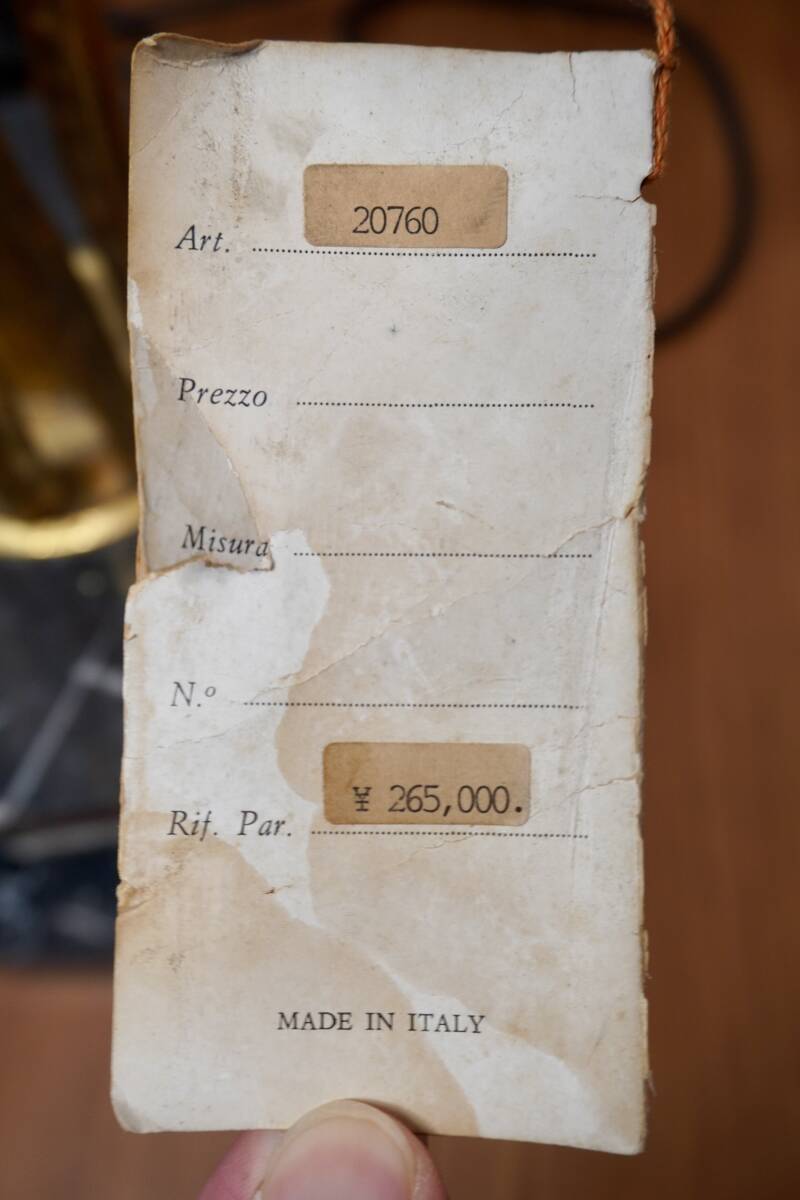 Art. 20760
Prezzo
Misura
N.º
Rif. Par. ¥ 265,000.
MADE IN ITALY